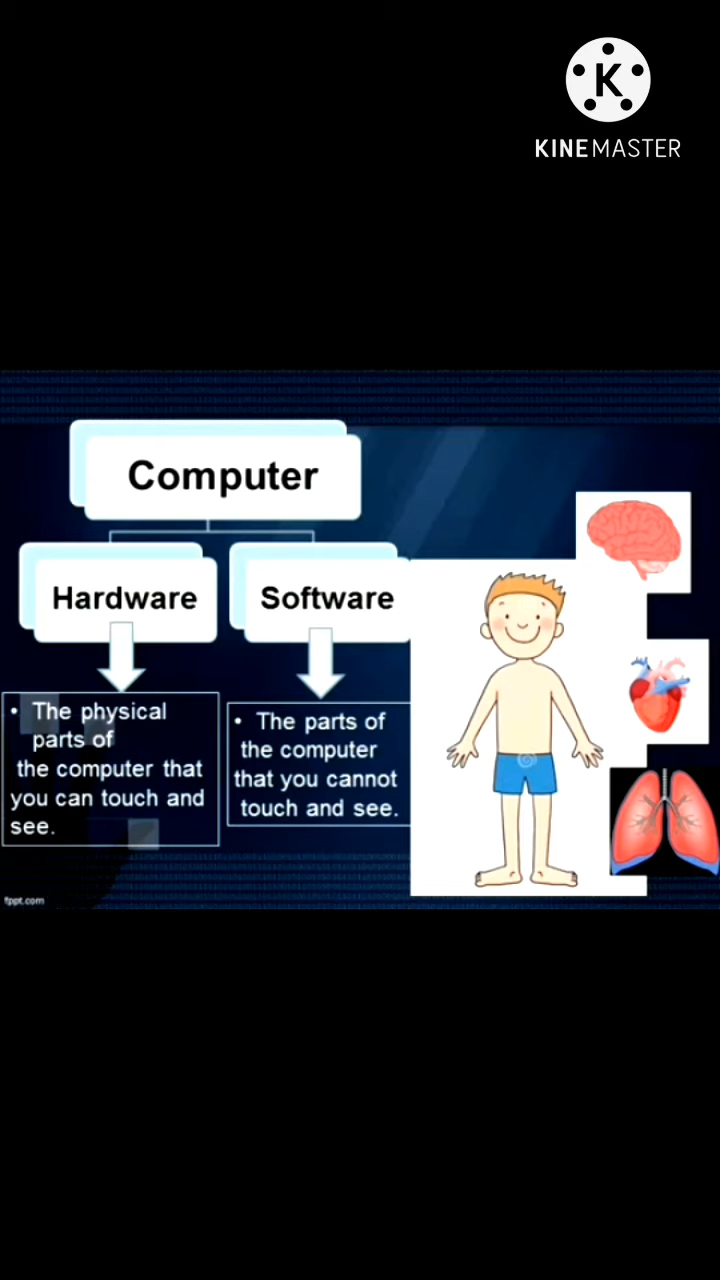 K
KINEMASTER
Computer
Hardware
Software
• The physical
parts of
the computer that
you can touch and
see.
• The parts of
the computer
that you cannot
touch and see.
fppt.com